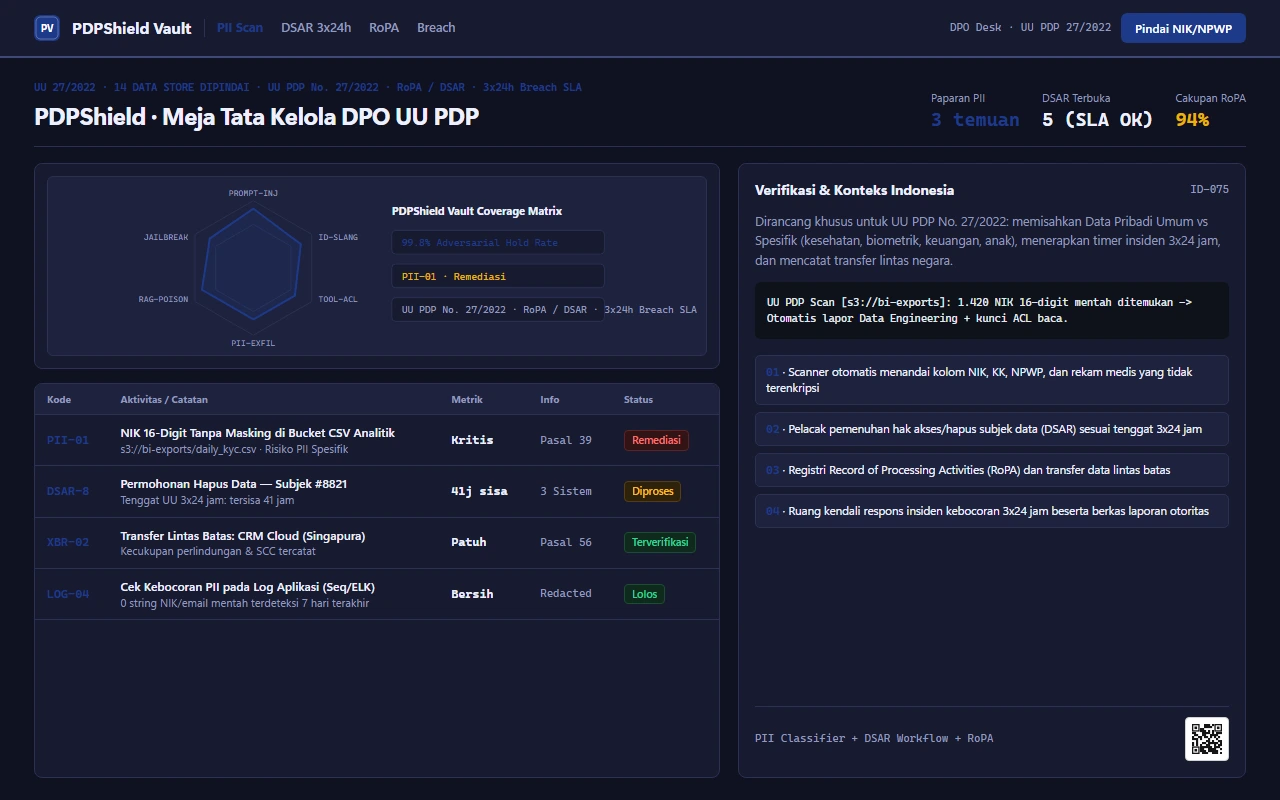 PV PDPShield Vault PII Scan DSAR 3x24h RoPA Breach DPO Desk · UU PDP 27/2022 Pindai NIK/NPWP
UU 27/2022 · 14 DATA STORE DIPINDAI · UU PDP No. 27/2022 · RoPA / DSAR · 3x24h Breach SLA
PDPShield · Meja Tata Kelola DPO UU PDP
Paparan PII
3 temuan
DSAR Terbuka
5 (SLA OK)
Cakupan RoPA
94%
PROMPT-INJ
JAILBREAK
ID-SLANG
RAG-POISON
TOOL-ACL
PII-EXFIL
PDPShield Vault Coverage Matrix
99.8% Adversarial Hold Rate
PII-01 · Remediasi
UU PDP No. 27/2022 · RoPA / DSAR · 3x24h Breach SLA
Kode Aktivitas / Catatan Metrik Info Status
PII-01 NIK 16-Digit Tanpa Masking di Bucket CSV Analitik Kritis Pasal 39 Remediasi
s3://bi-exports/daily_kyc.csv · Risiko PII Spesifik
DSAR-8 Permohonan Hapus Data — Subjek #8821 41j sisa 3 Sistem Diproses
Tenggat UU 3x24 jam: tersisa 41 jam
XBR-02 Transfer Lintas Batas: CRM Cloud (Singapura) Patuh Pasal 56 Terverifikasi
Kecukupan perlindungan & SCC tercatat
LOG-04 Cek Kebocoran PII pada Log Aplikasi (Seq/ELK) Bersih Redacted Lolos
0 string NIK/email mentah terdeteksi 7 hari terakhir
Verifikasi & Konteks Indonesia ID-075
Dirancang khusus untuk UU PDP No. 27/2022: memisahkan Data Pribadi Umum vs
Spesifik (kesehatan, biometrik, keuangan, anak), menerapkan timer insiden 3x24 jam,
dan mencatat transfer lintas negara.
UU PDP Scan [s3://bi-exports]: 1.420 NIK 16-digit mentah ditemukan —>
Otomatis lapor Data Engineering + kunci ACL baca.
01 · Scanner otomatis menandai kolom NIK, KK, NPWP, dan rekam medis yang tidak
terenkripsi
02 · Pelacak pemenuhan hak akses/hapus subjek data (DSAR) sesuai tenggat 3x24 jam
03 · Registri Record of Processing Activities (RoPA) dan transfer data lintas batas
04 · Ruang kendali respons insiden kebocoran 3x24 jam beserta berkas laporan otoritas
PII Classifier + DSAR Workflow + RoPA